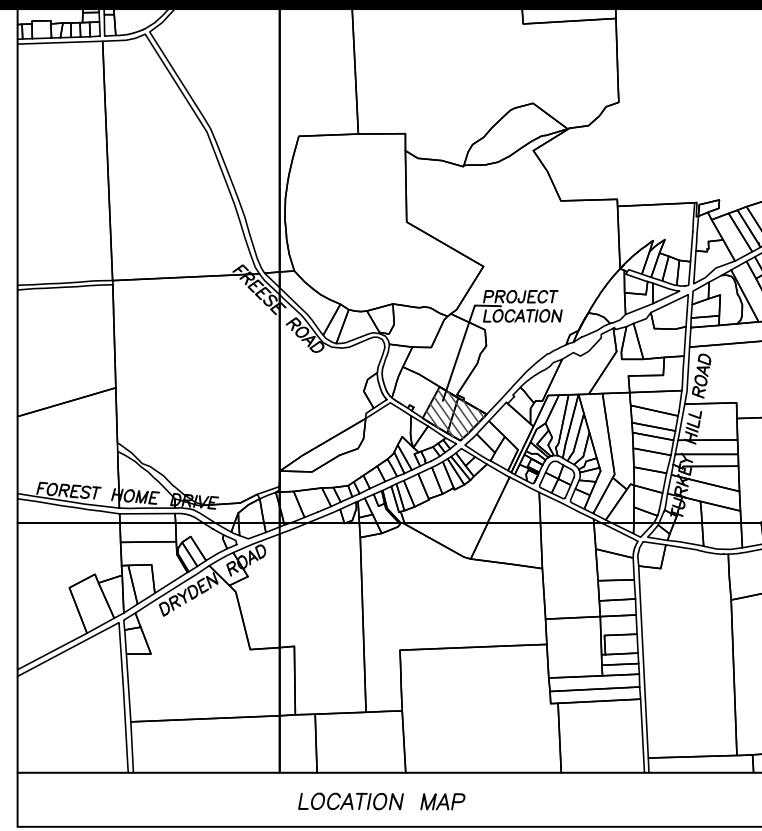 FREESE ROAD
PROJECT
LOCATION
TURKEY HILL ROAD
FOREST HOME DRIVE
DRYDEN ROAD
LOCATION MAP